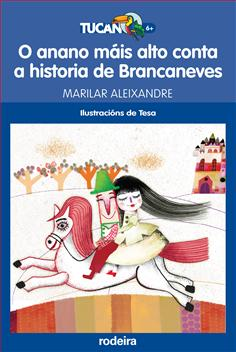 TUCAN 6+
O anano máis alto conta
a historia de Brancaneves
MARILAR ALEIXANDRE
Ilustracións de Tesa
rodeira